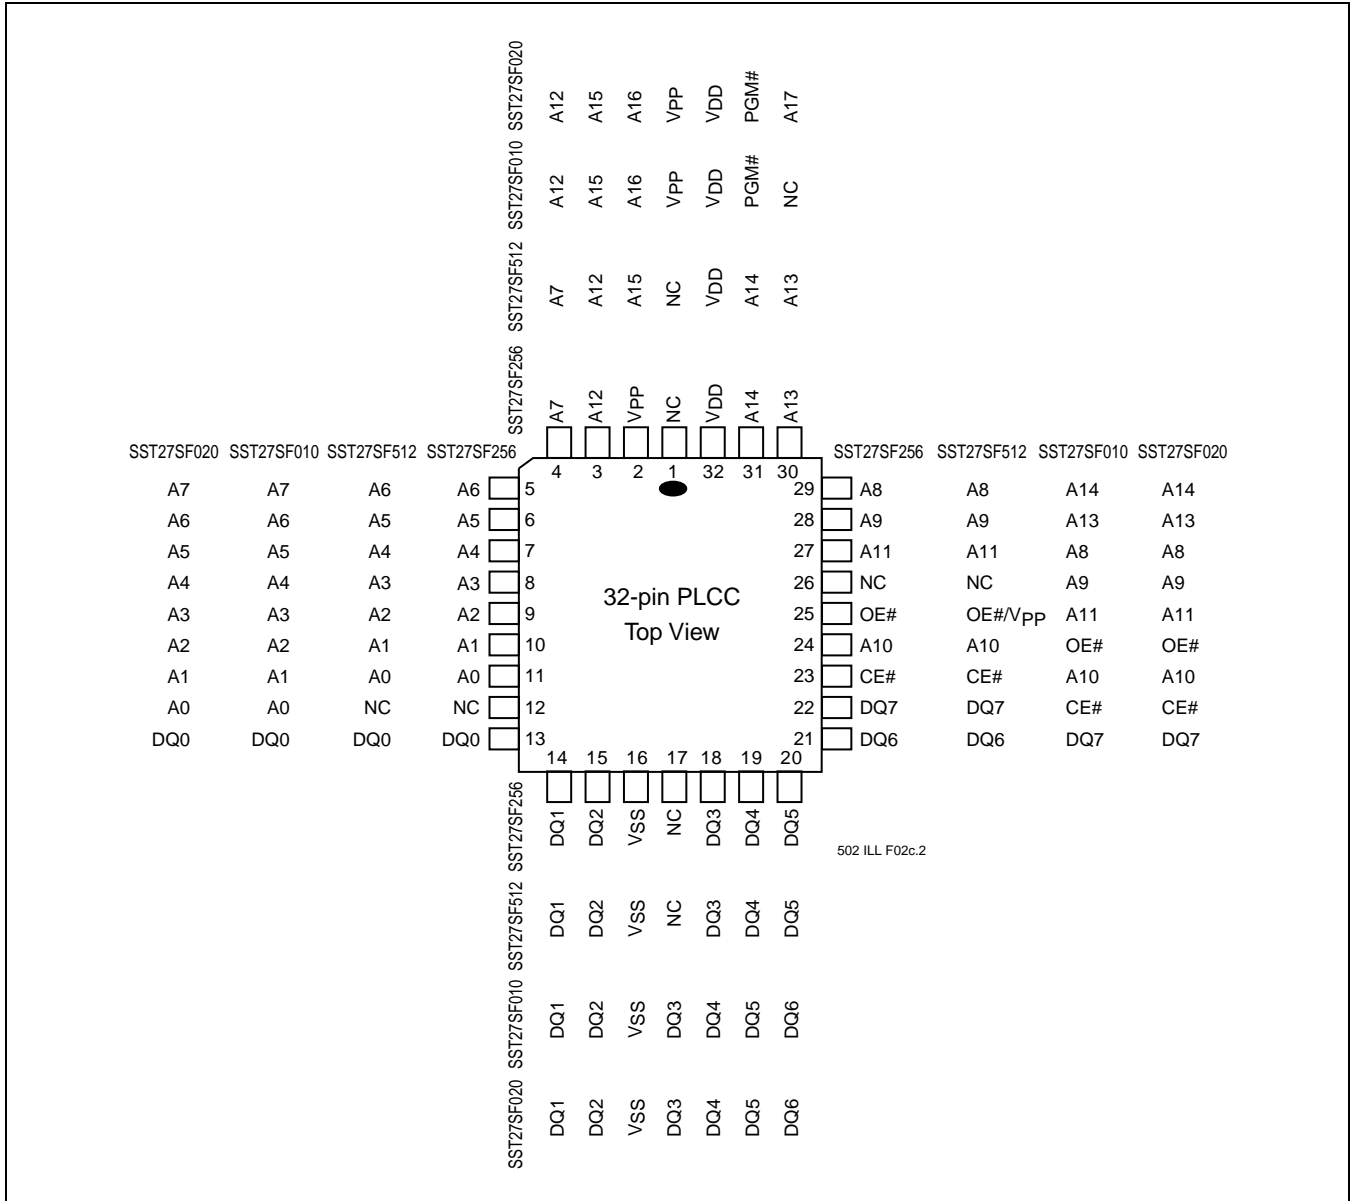 SST27SF020 A12 A15 A16 VPP VDD PGM# A17
SST27SF010 A12 A15 A16 VPP VDD PGM# NC
SST27SF512 A7 A12 A15 NC VDD A14 A13
SST27SF256 A7 A12 VPP NC VDD A14 A13
SST27SF020 SST27SF010 SST27SF512 SST27SF256 SST27SF256 SST27SF512 SST27SF010 SST27SF020
4 3 2 1 32 31 30
A7 A7 A6 A6 5 29 A8 A8 A14 A14
A6 A6 A5 A5 6 28 A9 A9 A13 A13
A5 A5 A4 A4 7 27 A11 A11 A8 A8
A4 A4 A3 A3 8 26 NC NC A9 A9
32-pin PLCC
A3 A3 A2 A2 9 25 OE# OE#/VPP A11 A11
Top View
A2 A2 A1 A1 10 24 A10 A10 OE# OE#
A1 A1 A0 A0 11 23 CE# CE# A10 A10
A0 A0 NC NC 12 22 DQ7 DQ7 CE# CE#
DQ0 DQ0 DQ0 DQ0 13 21 DQ6 DQ6 DQ7 DQ7
14 15 16 17 18 19 20
SST27SF256 DQ1 DQ2 VSS NC DQ3 DQ4 DQ5
502 ILL F02c.2
SST27SF512 DQ1 DQ2 VSS NC DQ3 DQ4 DQ5
SST27SF010 DQ1 DQ2 VSS DQ3 DQ4 DQ5 DQ6
SST27SF020 DQ1 DQ2 VSS DQ3 DQ4 DQ5 DQ6